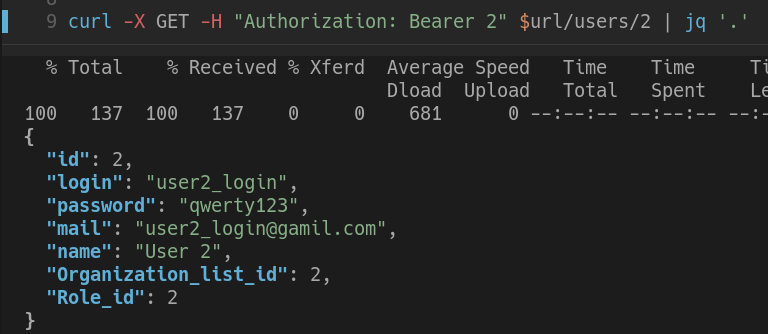 9 curl -X GET -H "Authorization: Bearer 2" $url/users/2 | jq '.'
% Total % Received % Xferd Average Speed Time Time
Dload Upload Total Spent
100 137 100 137 0 0 681 0 --:--:-- --:--:--
{
"id": 2,
"login": "user2_login",
"password": "qwerty123",
"mail": "user2_login@gamil.com",
"name": "User 2",
"Organization_list_id": 2,
"Role_id": 2
}